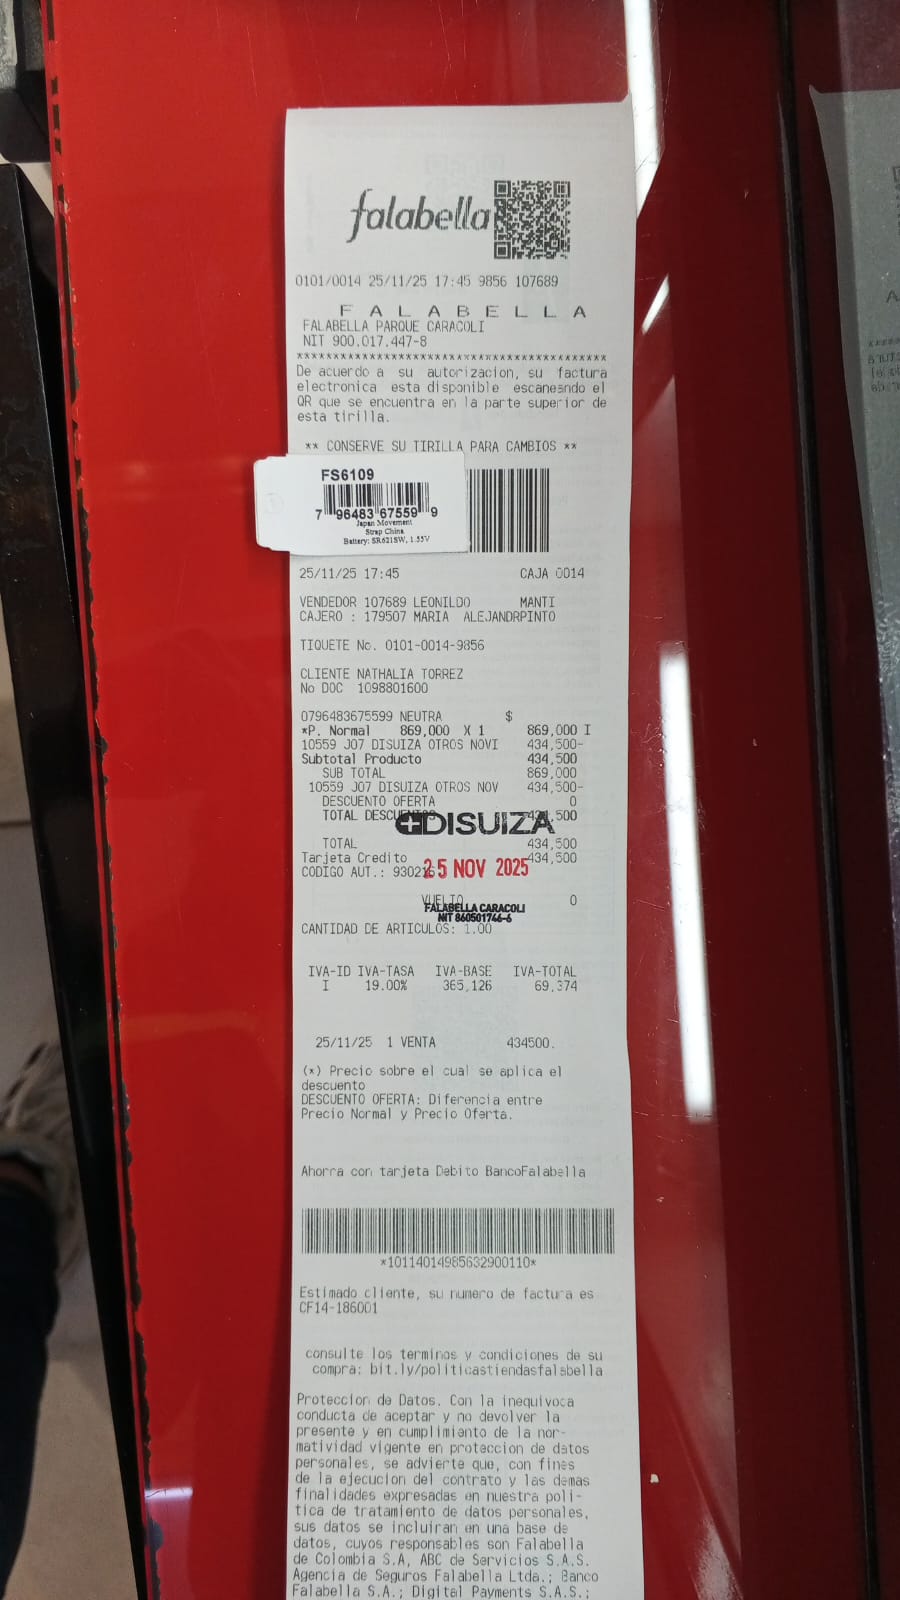 falabella
0101/0014 25/11/25 17:45 9856 107689
F A L A B E L L A
FALABELLA PARQUE CARACOLI
NIT 900.017.447-8
******************************************
De acuerdo a su autorizacion, su factura
electronica esta disponible escaneando el
QR que se encuentra en la parte superior de
esta tirilla.
** CONSERVE SU TIRILLA PARA CAMBIOS **
FS6109
7 96483 67559 9
Japan Movement
Strap China
Battery: SR621SW, 1.55V
25/11/25 17:45 CAJA 0014
VENDEDOR 107689 LEONILDO MANTI
CAJERO : 179507 MARIA ALEJANDRPINTO
TIQUETE No. 0101-0014-9856
CLIENTE NATHALIA TORREZ
No DOC 1098801600
0796483675599 NEUTRA $
*P. Normal 869,000 X 1 869,000 I
10559 J07 DISUIZA OTROS NOVI 434,500-
Subtotal Producto 434,500
SUB TOTAL 869,000
10559 J07 DISUIZA OTROS NOV 434,500-
DESCUENTO OFERTA 0
TOTAL DESCUENTOS 434,500
DISUIZA
TOTAL 434,500
Tarjeta Credito 434,500
CODIGO AUT.: 930216
25 NOV 2025
VUELTO 0
FALABELLA CARACOLI
NIT 860501746-6
CANTIDAD DE ARTICULOS: 1.00
IVA-ID IVA-TASA IVA-BASE IVA-TOTAL
I 19.00% 365,126 69,374
25/11/25 1 VENTA 434500.
(*) Precio sobre el cual se aplica el
descuento
DESCUENTO OFERTA: Diferencia entre
Precio Normal y Precio Oferta.
Ahorra con tarjeta Debito BancoFalabella
*10114014985632900110*
Estimado cliente, su numero de factura es
CF14-186001
consulte los terminos y condiciones de su
compra: bit.ly/politicastiendasfalabella
Proteccion de Datos. Con la inequivoca
conducta de aceptar y no devolver la
presente y en cumplimiento de la nor-
matividad vigente en proteccion de datos
personales, se advierte que, con fines
de la ejecucion del contrato y las demas
finalidades expresadas en nuestra poli-
tica de tratamiento de datos personales,
sus datos se incluiran en una base de
datos, cuyos responsables son Falabella
de Colombia S.A, ABC de Servicios S.A.S.
Agencia de Seguros Falabella Ltda.; Banco
Falabella S.A.; Digital Payments S.A.S.;